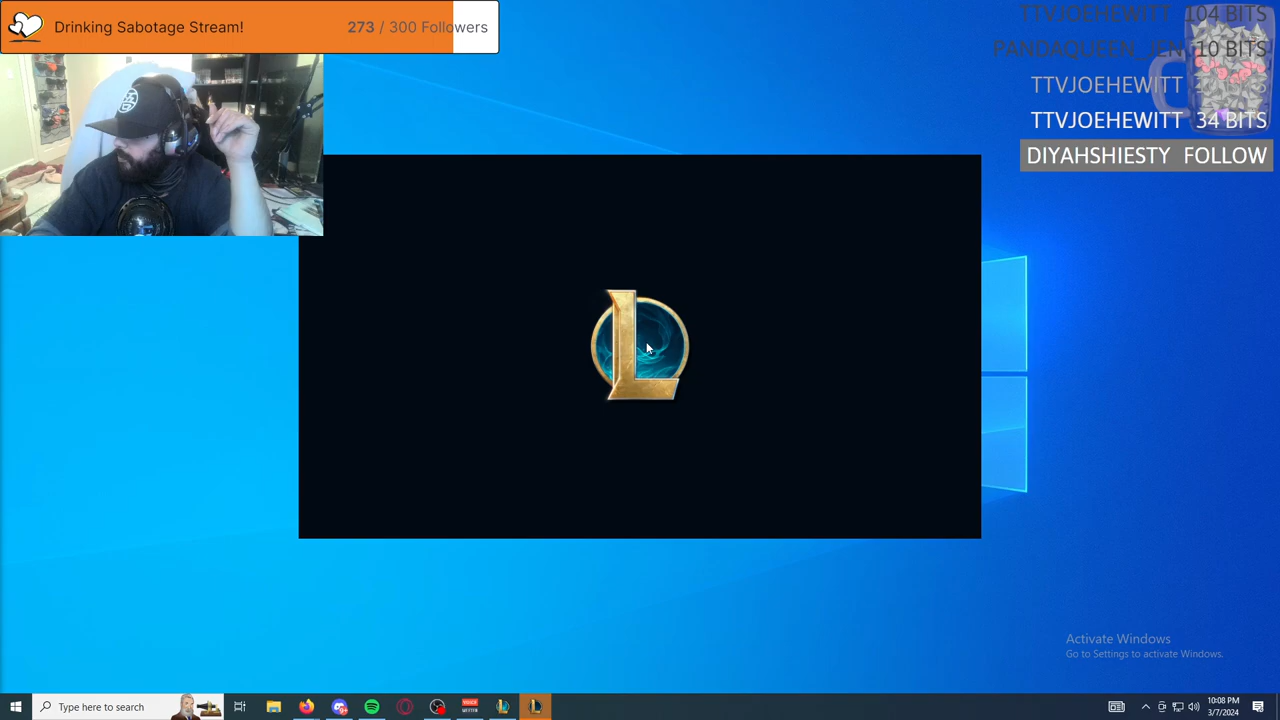 Drinking Sabotage Stream!
273 / 300 Followers
TTVJOEHEWITT 104 BITS
PANDAQUEEN_JEN 10 BITS
TTVJOEHEWITT
TTVJOEHEWITT 34 BITS
DIYAHSHIESTY FOLLOW
L
Activate Windows
Go to Settings to activate Windows.
Type here to search
10:08 PM
3/7/2024